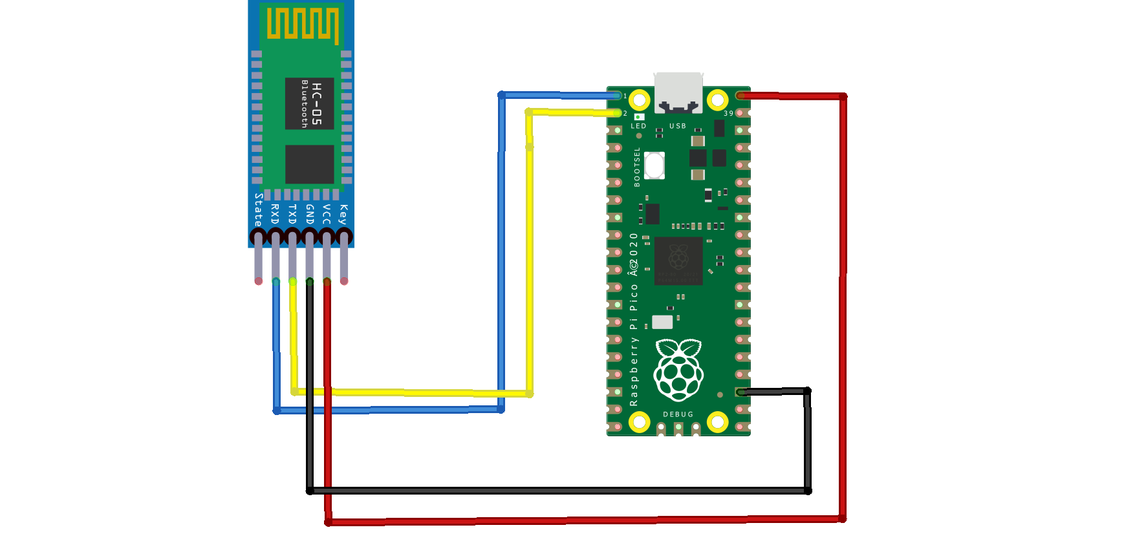 HC-05
Bluetooth
State
RXD
TXD
GND
VCC
Key
1
2
39
LED
USB
BOOTSEL
Raspberry Pi Pico ©2020
DEBUG